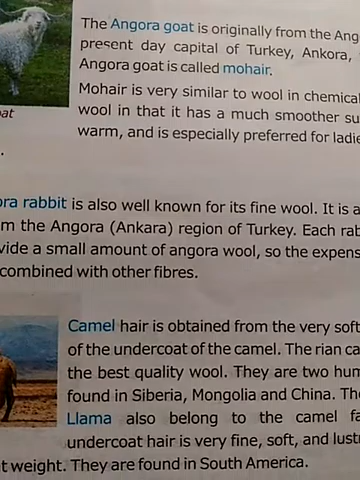 The Angora goat is originally from the Ang
present day capital of Turkey, Ankora,
Angora goat is called mohair.
Mohair is very similar to wool in chemical
wool in that it has a much smoother su
warm, and is especially preferred for ladie
oat
.
ora rabbit is also well known for its fine wool. It is a
m the Angora (Ankara) region of Turkey. Each rab
vide a small amount of angora wool, so the expens
combined with other fibres.
Camel hair is obtained from the very soft
of the undercoat of the camel. The rian ca
the best quality wool. They are two hum
found in Siberia, Mongolia and China. The
Llama also belong to the camel fa
undercoat hair is very fine, soft, and lust
t weight. They are found in South America.